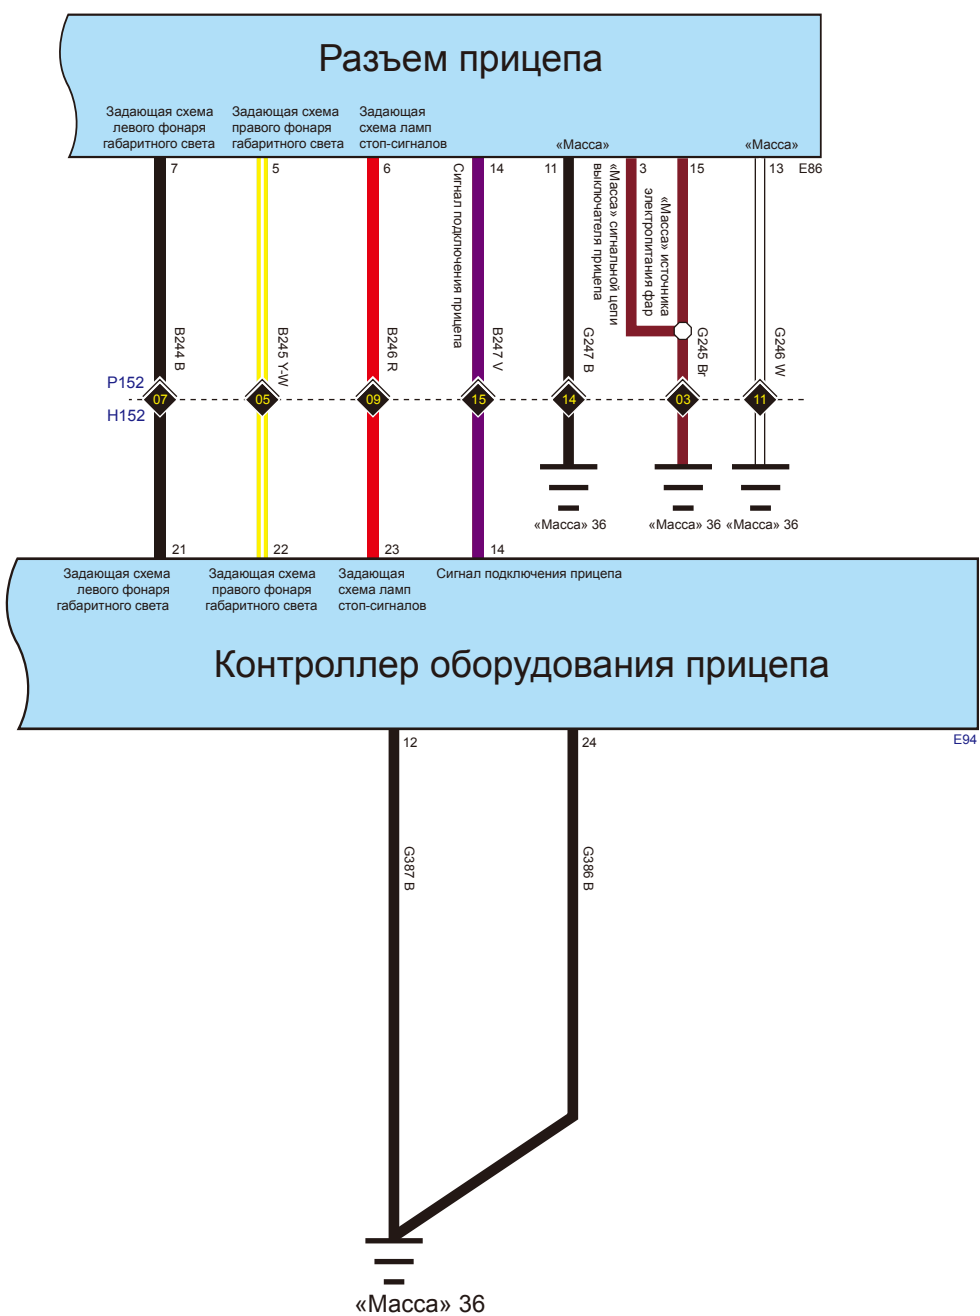 Разъем прицепа
Задающая схема
левого фонаря
габаритного света
Задающая схема
правого фонаря
габаритного света
Задающая
схема ламп
стоп-сигналов
«Масса»
«Масса»
7
5
6
14
11
3
15
13
E86
Сигнал подключения прицепа
«Масса» сигнальной цепи
выключателя прицепа
«Масса» источника
электропитания фар
B244 B
B245 Y-W
B246 R
B247 V
G247 B
G245 Br
G246 W
P152
H152
07
05
09
15
14
03
11
«Масса» 36
«Масса» 36
«Масса» 36
21
22
23
14
Задающая схема
левого фонаря
габаритного света
Задающая схема
правого фонаря
габаритного света
Задающая
схема ламп
стоп-сигналов
Сигнал подключения прицепа
Контроллер оборудования прицепа
12
24
E94
G387 B
G386 B
«Масса» 36